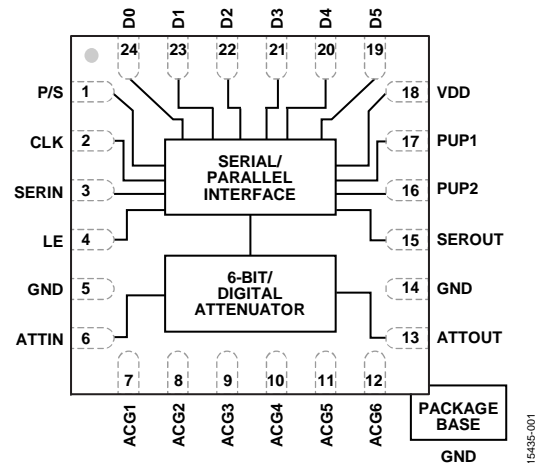 D0 D1 D2 D3 D4 D5
24 23 22 21 20 19
P/S 1
CLK 2
SERIN 3
LE 4
GND 5
ATTIN 6
SERIAL/
PARALLEL
INTERFACE
6-BIT/
DIGITAL
ATTENUATOR
18 VDD
17 PUP1
16 PUP2
15 SEROUT
14 GND
13 ATTOUT
7 8 9 10 11 12
ACG1 ACG2 ACG3 ACG4 ACG5 ACG6
PACKAGE
BASE
GND
15435-001